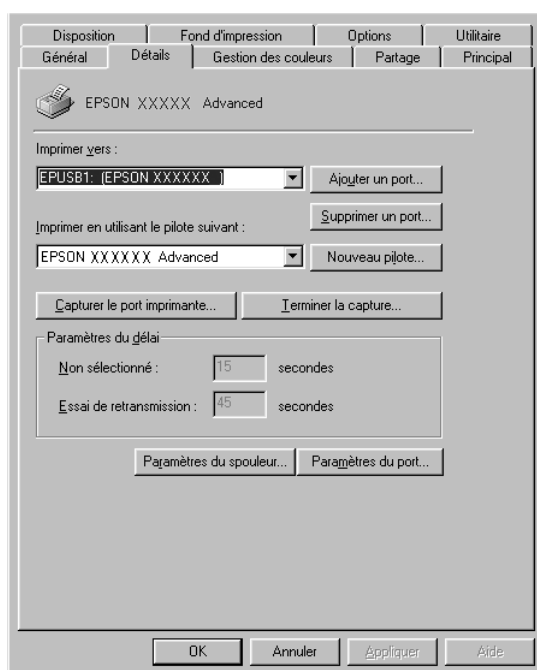 Disposition Fond d'impression Options Utilitaire
Général Détails Gestion des couleurs Partage Principal
EPSON XXXXX Advanced
Imprimer vers :
EPUSB1: (EPSON XXXXXX )
Ajouter un port...
Supprimer un port...
Imprimer en utilisant le pilote suivant :
EPSON XXXXXX Advanced
Nouveau pilote...
Capturer le port imprimante... Terminer la capture...
Paramètres du délai
Non sélectionné : 15 secondes
Essai de retransmission : 45 secondes
Paramètres du spouleur... Paramètres du port...
OK Annuler Appliquer Aide